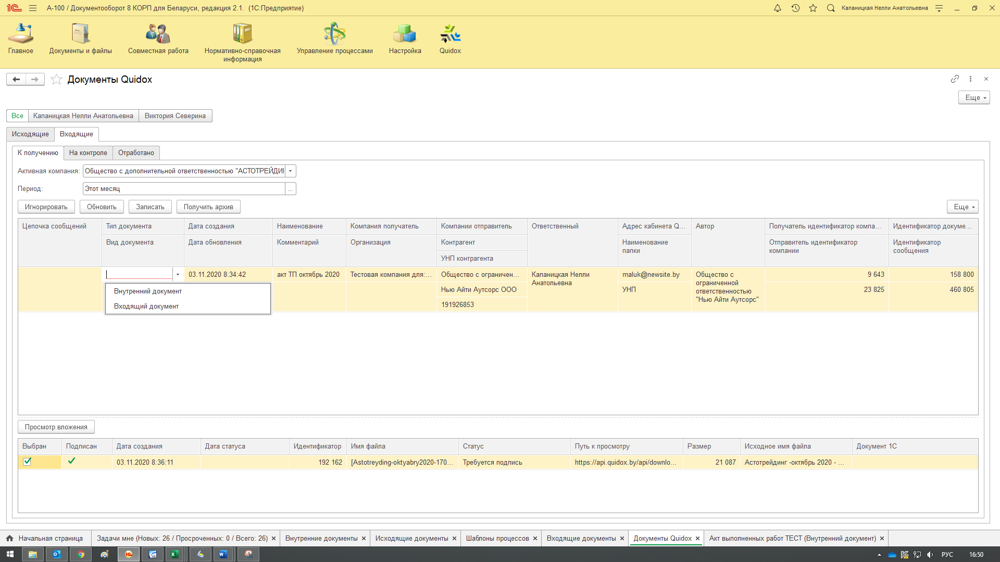 А-100 / Документооборот 8 КОРП для Беларуси, редакция 2.1.  (1С:Предприятие)
Капаницкая Нелли Анатольевна
Главное
Документы и файлы
Совместная работа
Нормативно-справочная
информация
Управление процессами
Настройка
Quidox
Документы Quidox
Еще
Все
Капаницкая Нелли Анатольевна
Виктория Северина
Исходящие
Входящие
К получению
На контроле
Отработано
Активная компания:
Общество с дополнительной ответственностью "АСТОТРЕЙДИ
Период:
Этот месяц
...
Игнорировать
Обновить
Записать
Получить архив
Еще
Цепочка сообщений
Тип документа
Дата создания
Наименование
Компания получатель
Компании отправитель
Ответственный
Адрес кабинета Q...
Автор
Получатель идентификатор компа...
Идентификатор докуме...
Вид документа
Дата обновления
Комментарий
Организация
Контрагент
Наименование
папки
Отправитель идентификатор
компании
Идентификатор
сообщения
УНП контрагента
03.11.2020 8:34:42
акт ТП октябрь 2020
Тестовая компания для:...
Общество с ограничен...
Капаницкая Нелли
Анатольевна
maluk@newsite.by
Общество с
ограниченной
ответственностью
"Нью Айти Аутсорс"
9 643
158 800
Нью Айти Аутсорс ООО
УНП
23 825
460 805
191926853
Внутренний документ
Входящий документ
Просмотр вложения
Выбран
Подписан
Дата создания
Дата статуса
Идентификатор
Имя файла
Статус
Путь к просмотру
Размер
Исходное имя файла
Документ 1С
03.11.2020 8:36:11
192 162
[Astotreyding-oktyabry2020-170...
Требуется подпись
https://api.quidox.by/api/downlo...
21 087
Астотрейдинг -октябрь 2020 - ...
Начальная страница
Задачи мне (Новых: 26 / Просроченных: 0 / Всего: 26)
Внутренние документы
Исходящие документы
Шаблоны процессов
Входящие документы
Документы Quidox
Акт выполненных работ ТЕСТ (Внутренний документ)
РУС
16:50